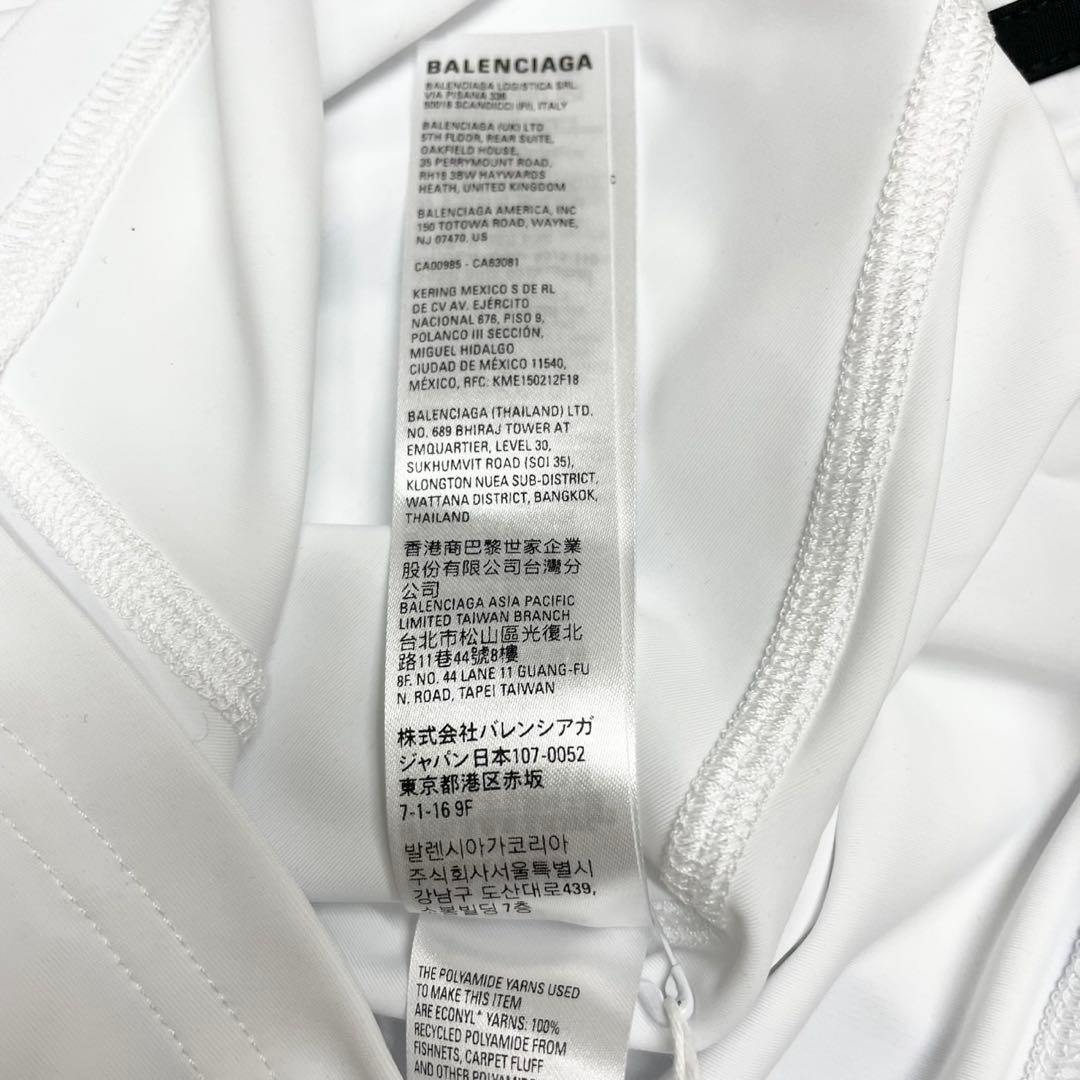 BALENCIAGA
BALENCIAGA LOGISTICA SRL
VIA PISANA 336
50018 SCANDICCI (FI), ITALY
BALENCIAGA (UK) LTD
5TH FLOOR, REAR SUITE,
OAKFIELD HOUSE,
35 PERRYMOUNT ROAD,
RH16 3BW HAYWARDS
HEATH, UNITED KINGDOM
BALENCIAGA AMERICA, INC
150 TOTOWA ROAD, WAYNE,
NJ 07470, US
CA00985 - CA63081
KERING MEXICO S DE RL
DE CV AV. EJÉRCITO
NACIONAL 676, PISO 9,
POLANCO III SECCIÓN,
MIGUEL HIDALGO
CIUDAD DE MÉXICO 11540,
MÉXICO, RFC: KME150212F18
BALENCIAGA (THAILAND) LTD.
NO. 689 BHIRAJ TOWER AT
EMQUARTIER, LEVEL 30,
SUKHUMVIT ROAD (SOI 35),
KLONGTON NUEA SUB-DISTRICT,
WATTANA DISTRICT, BANGKOK,
THAILAND
香港商巴黎世家企業
股份有限公司台灣分
公司
BALENCIAGA ASIA PACIFIC
LIMITED TAIWAN BRANCH
台北市松山區光復北
路11巷44號8樓
8F. NO. 44 LANE 11 GUANG-FU
N. ROAD, TAPEI TAIWAN
株式会社バレンシアガ
ジャパン日本107-0052
東京都港区赤坂
7-1-16 9F
발렌시아가코리아
주식회사서울특별시
강남구 도산대로439,
소봉빌딩7층
THE POLYAMIDE YARNS USED
TO MAKE THIS ITEM
ARE ECONYL* YARNS: 100%
RECYCLED POLYAMIDE FROM
FISHNETS, CARPET FLUFF
AND OTHER POLYAMIDE